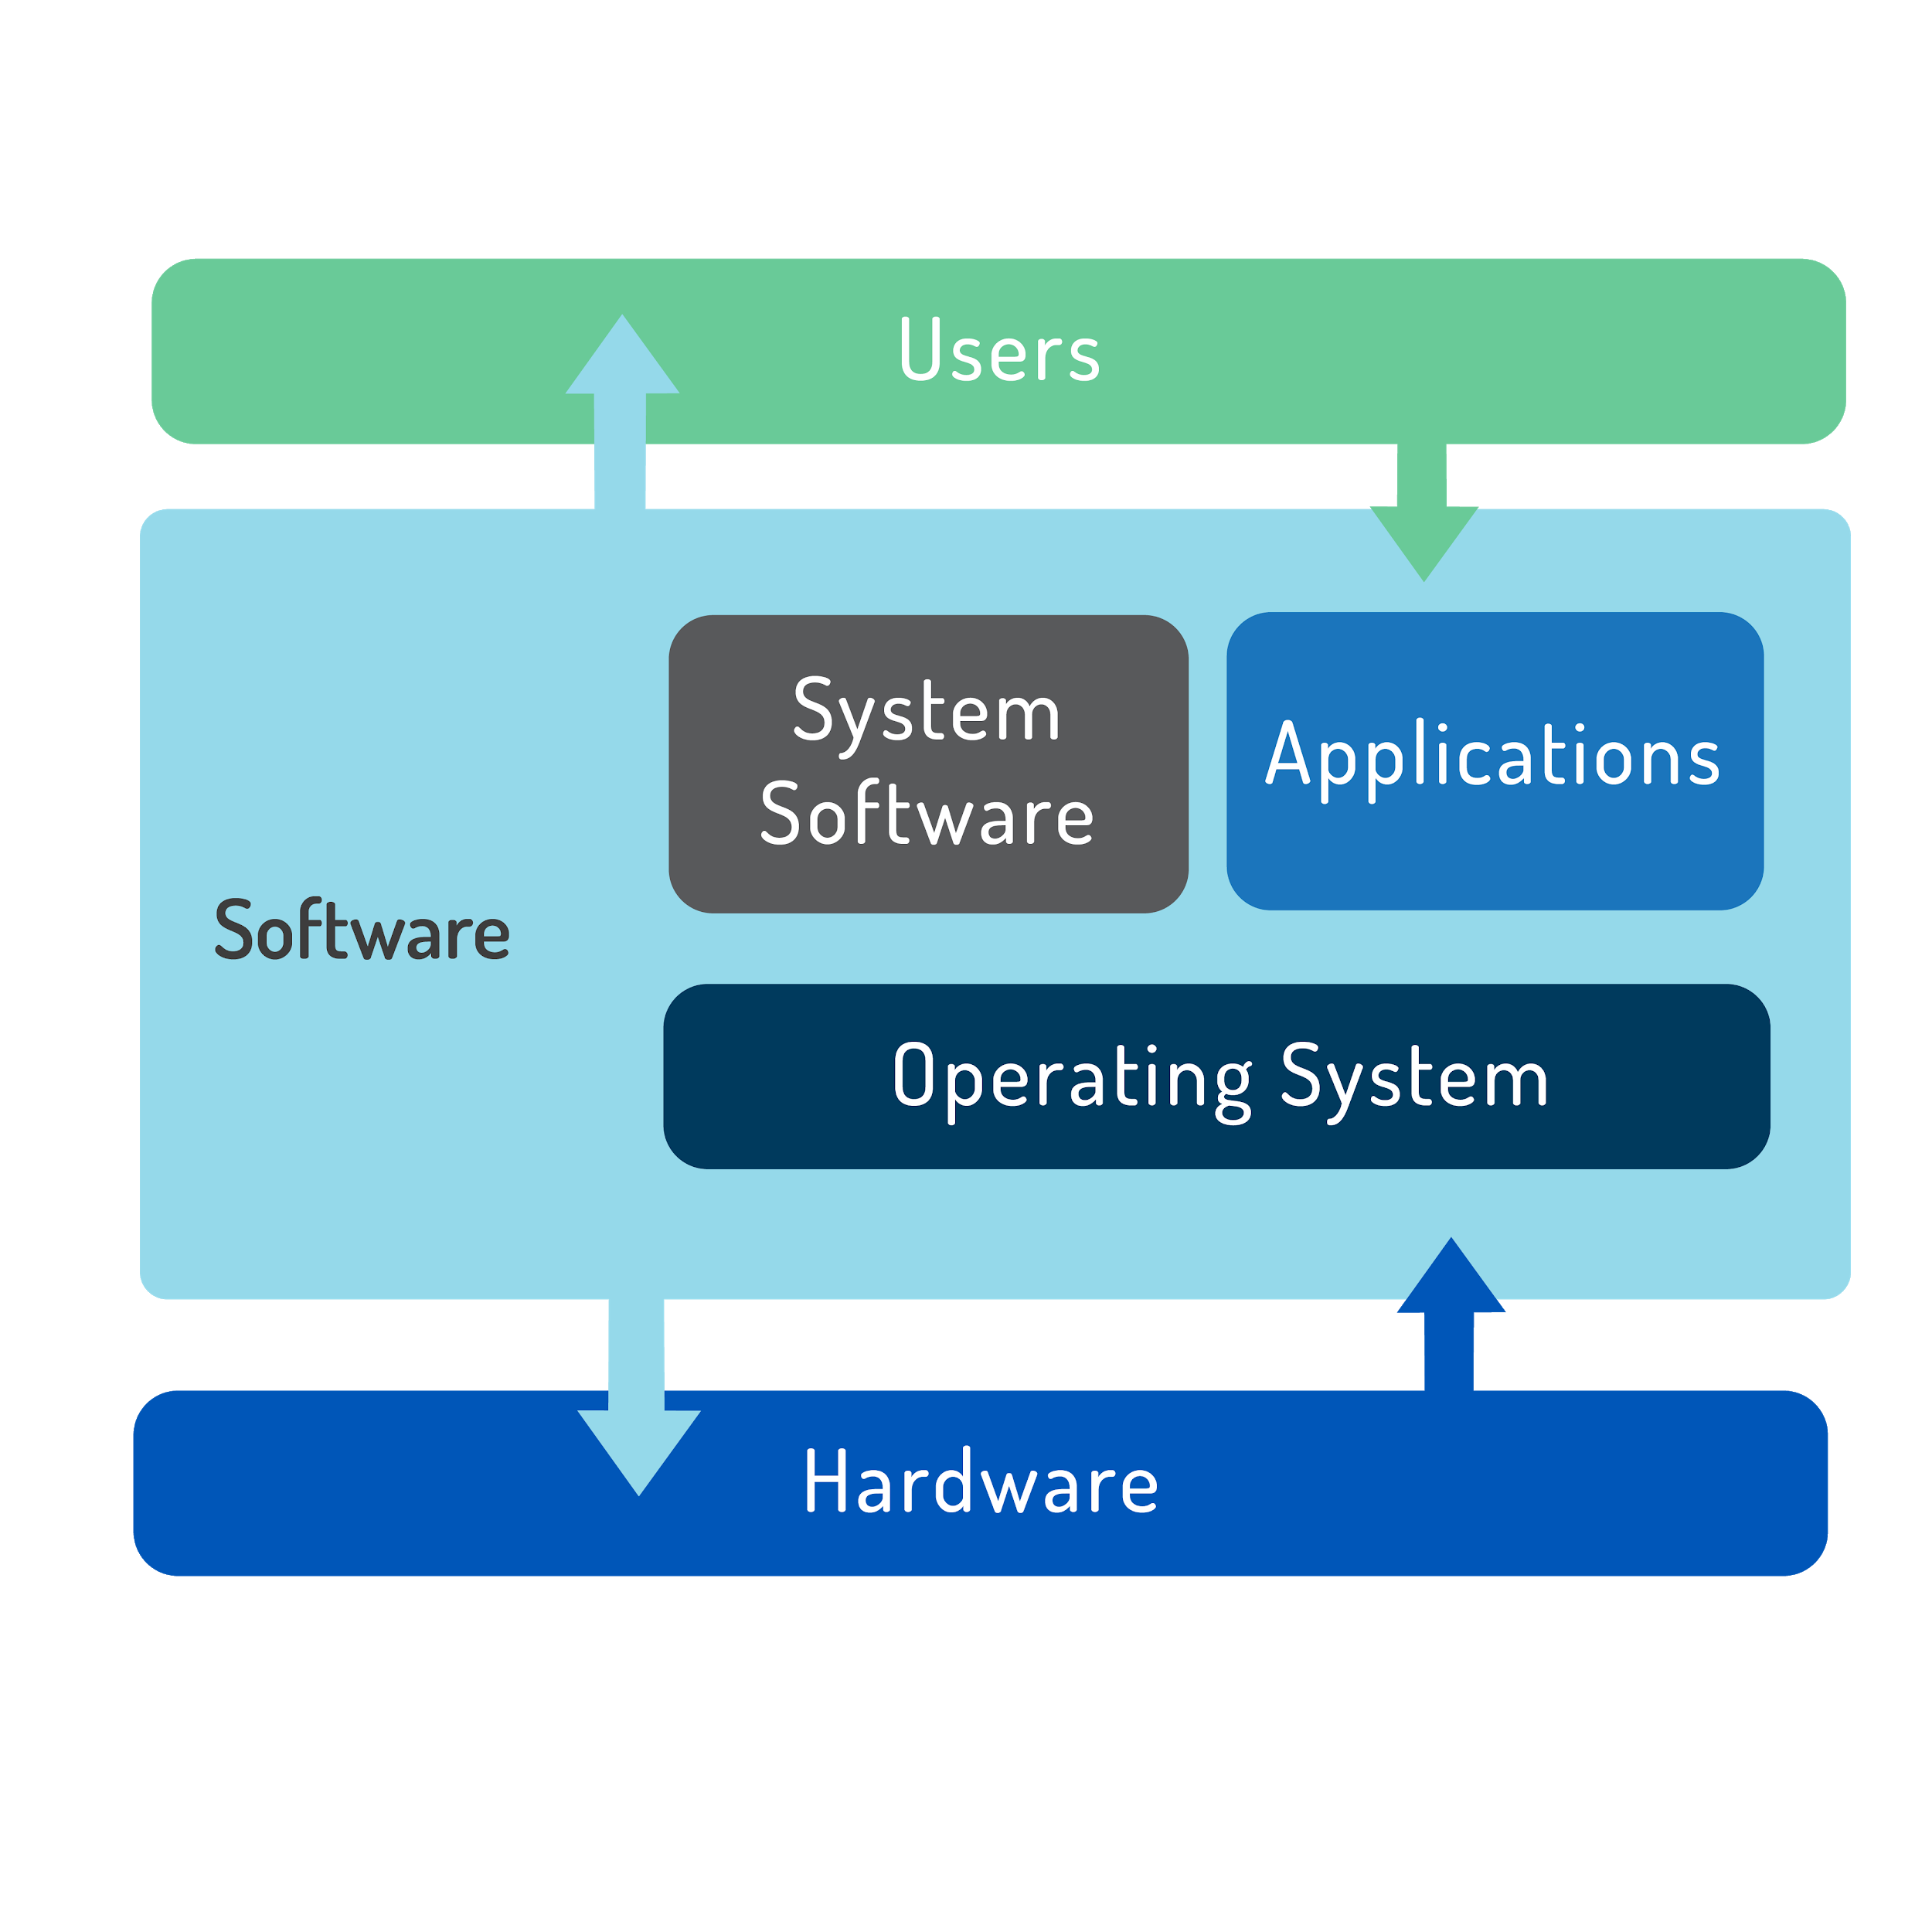 Users
System
Software
Applications
Software
Operating System
Hardware